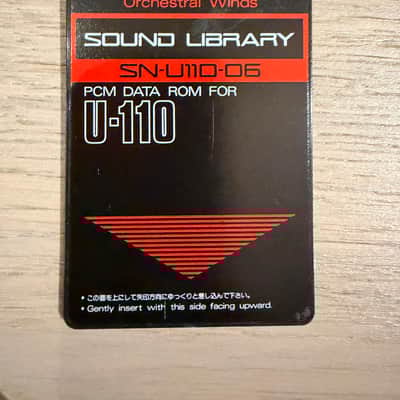 Orchestral Winds
SOUND LIBRARY
SN-U110-06
PCM DATA ROM FOR
U-110
• この面を上にして矢印方向にゆっくりと差し込んで下さい。
• Gently insert with this side facing upward.